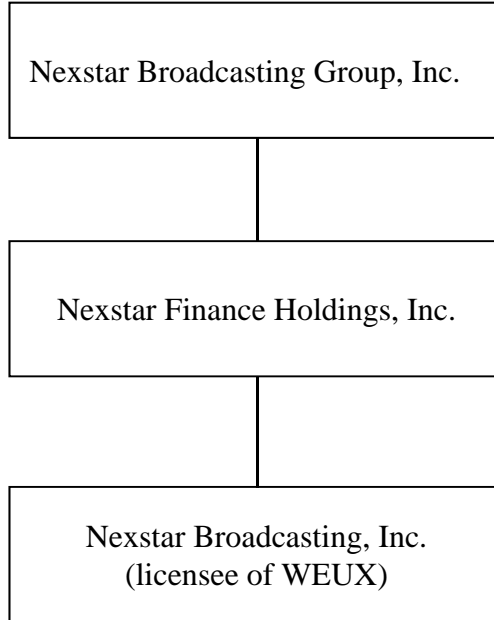 Nexstar Broadcasting Group, Inc.
Nexstar Finance Holdings, Inc.
Nexstar Broadcasting, Inc.
(licensee of WEUX)